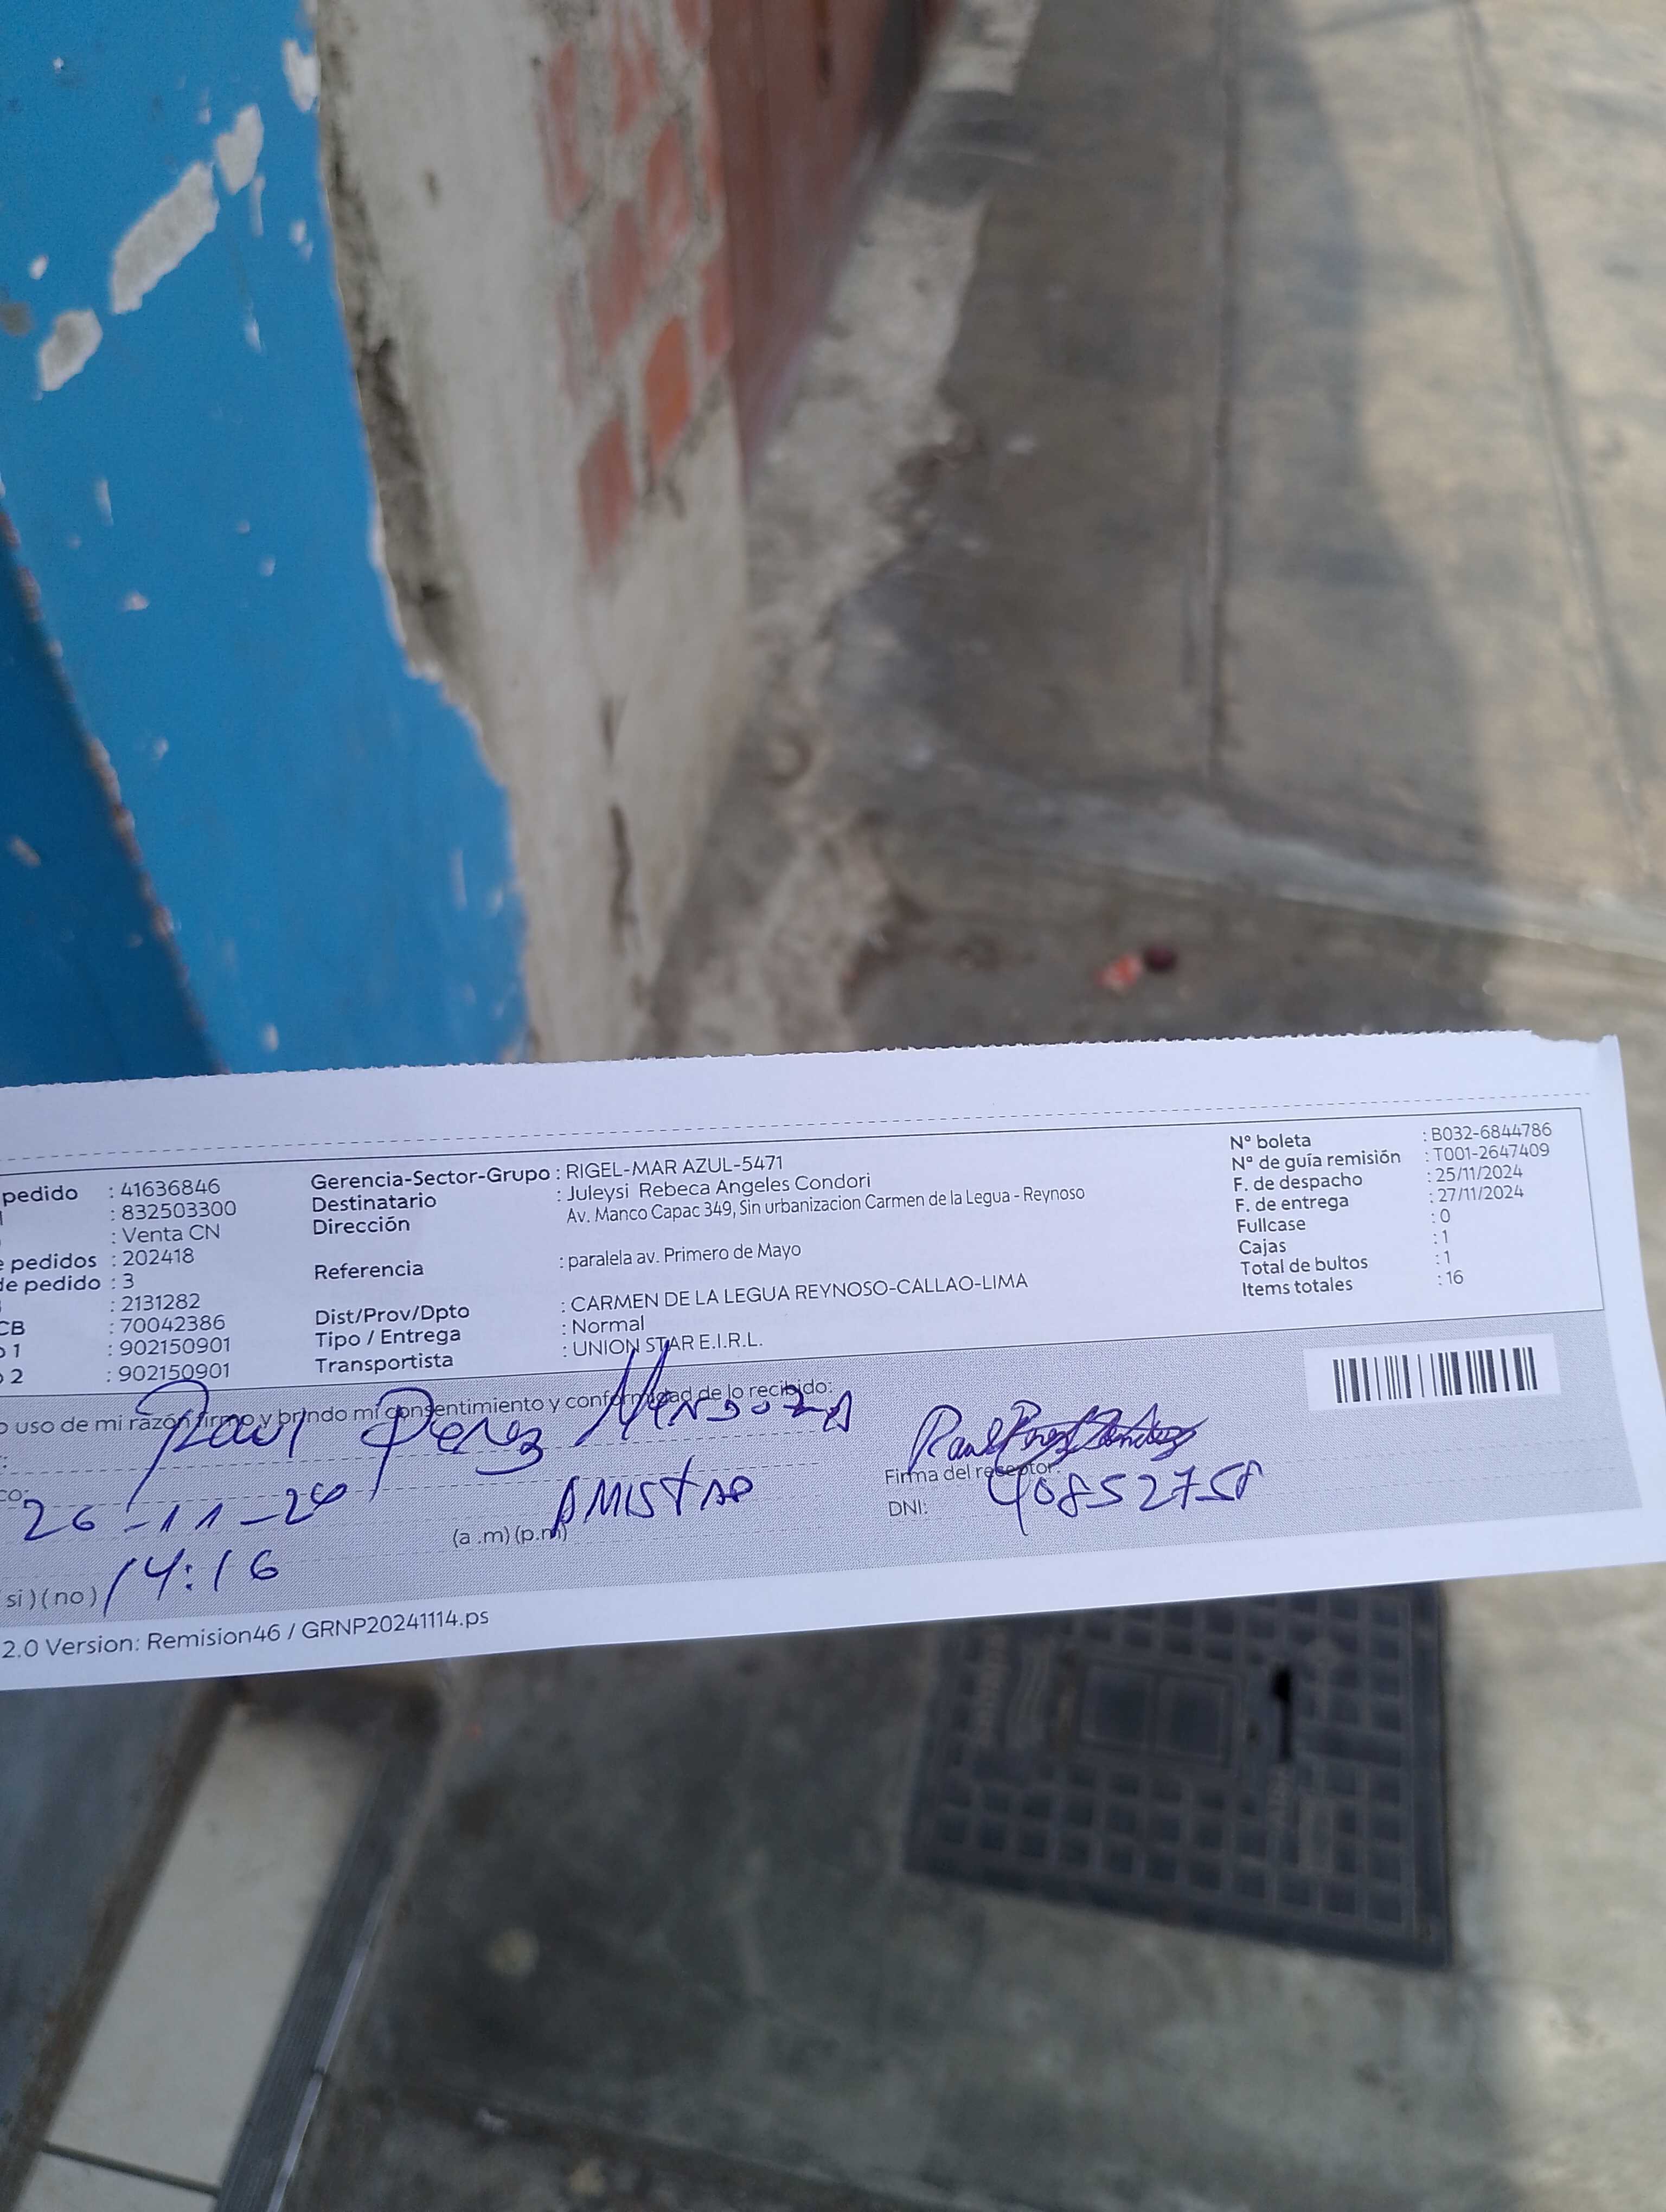 pedido : 41636846
: 832503300
: Venta CN
e pedidos : 202418
de pedido : 3
: 2131282
CB : 70042386
o 1 : 902150901
o 2 : 902150901
Gerencia-Sector-Grupo : RIGEL-MAR AZUL-5471
Destinatario : Juleysi Rebeca Angeles Condori
Dirección Av. Manco Capac 349, Sin urbanizacion Carmen de la Legua - Reynoso
Referencia : paralela av. Primero de Mayo
Dist/Prov/Dpto : CARMEN DE LA LEGUA REYNOSO-CALLAO-LIMA
Tipo / Entrega : Normal
Transportista : UNION STAR E.I.R.L.
N° boleta : B032-6844786
N° de guía remisión : T001-2647409
F. de despacho : 25/11/2024
F. de entrega : 27/11/2024
Fullcase : 0
Cajas : 1
Total de bultos : 1
Items totales : 16
o uso de mi razón firmo y brindo mi consentimiento y conformidad de lo recibido:
Raul Perez Mendoza
Firma del receptor:
co: 26-11-24
AMISTAD
DNI: 40852758
(a .m) (p.m)
si ) ( no ) 14:16
2.0 Version: Remision46 / GRNP20241114.ps